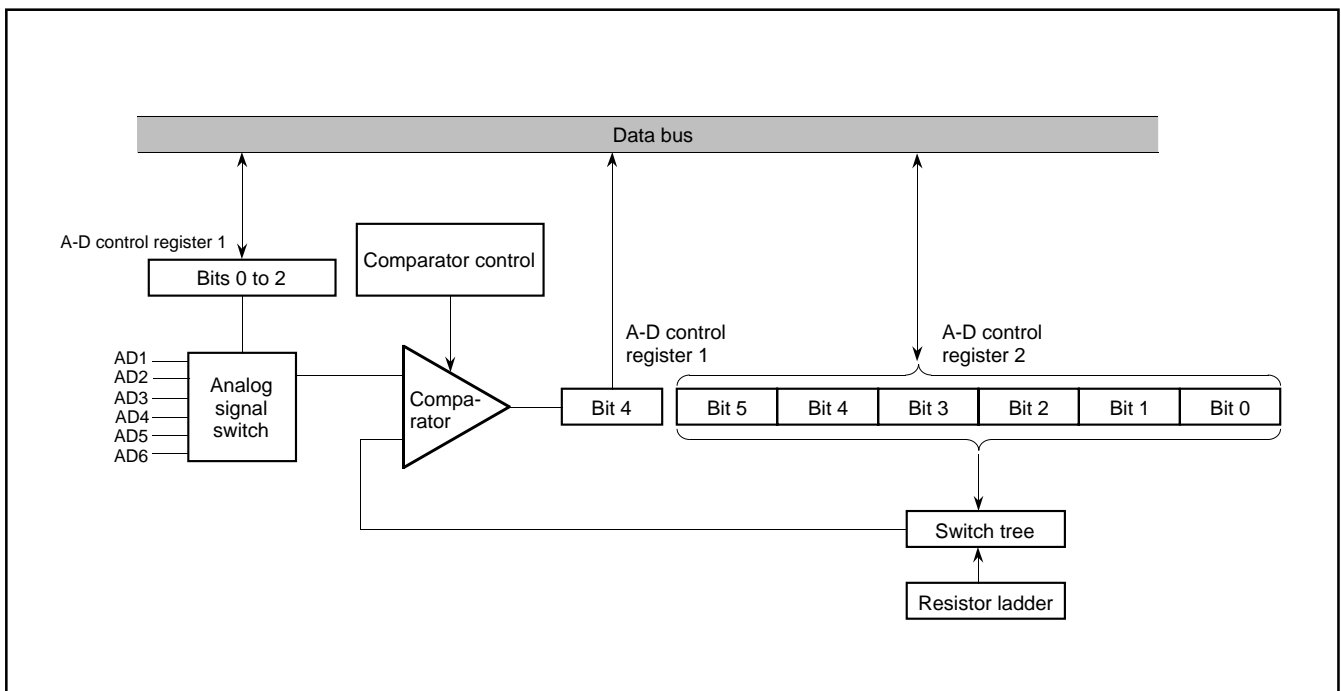 Data bus
A-D control register 1
Bits 0 to 2
Comparator control
A-D control
register 1
A-D control
register 2
AD1
AD2
AD3
AD4
AD5
AD6
Analog
signal
switch
Compa-
rator
Bit 4
Bit 5
Bit 4
Bit 3
Bit 2
Bit 1
Bit 0
Switch tree
Resistor ladder